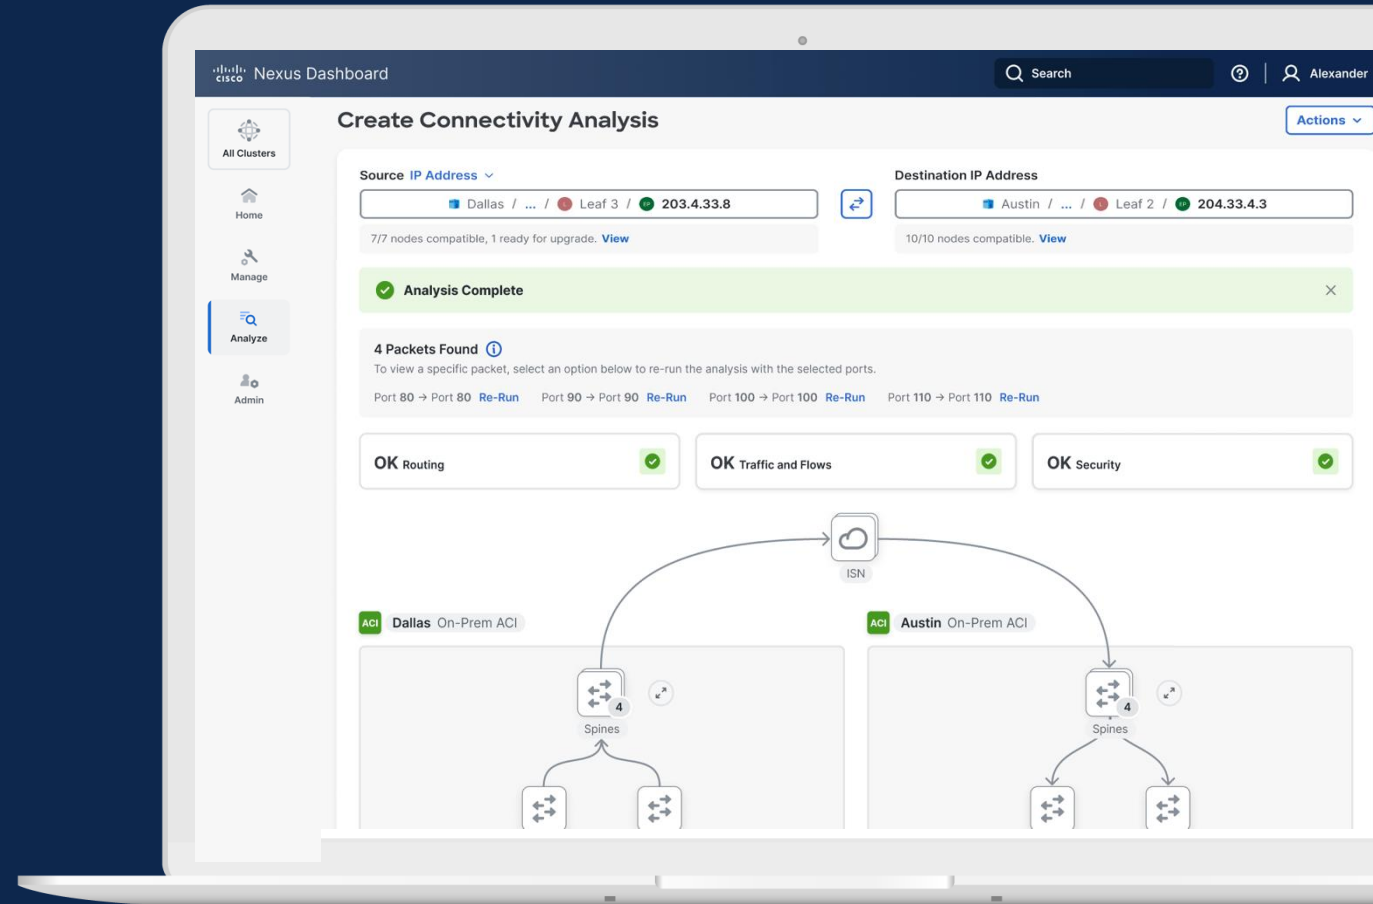 CISCO Nexus Dashboard
Search
Alexander
All Clusters
Home
Manage
Analyze
Admin
Create Connectivity Analysis
Actions
Source IP Address
Dallas / ... / L Leaf 3 / EP 203.4.33.8
7/7 nodes compatible, 1 ready for upgrade. View
Destination IP Address
Austin / ... / L Leaf 2 / EP 204.33.4.3
10/10 nodes compatible. View
Analysis Complete
4 Packets Found
To view a specific packet, select an option below to re-run the analysis with the selected ports.
Port 80 → Port 80 Re-Run Port 90 → Port 90 Re-Run Port 100 → Port 100 Re-Run Port 110 → Port 110 Re-Run
OK Routing
OK Traffic and Flows
OK Security
ISN
ACI Dallas On-Prem ACI
4
Spines
ACI Austin On-Prem ACI
4
Spines